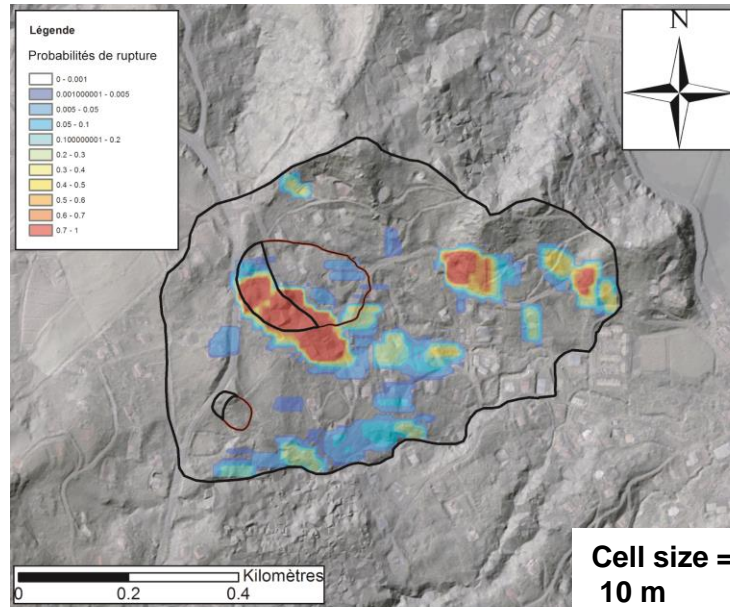 Légende
Probabilités de rupture
0 - 0.001
0.001000001 - 0.005
0.005 - 0.05
0.05 - 0.1
0.100000001 - 0.2
0.2 - 0.3
0.3 - 0.4
0.4 - 0.5
0.5 - 0.6
0.6 - 0.7
0.7 - 1
N
Kilomètres
0 0.2 0.4
Cell size =
10 m